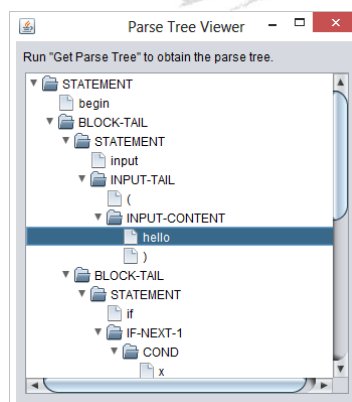 Parse Tree Viewer
Run "Get Parse Tree" to obtain the parse tree.
STATEMENT
begin
BLOCK-TAIL
STATEMENT
input
INPUT-TAIL
(
INPUT-CONTENT
hello
)
BLOCK-TAIL
STATEMENT
if
IF-NEXT-1
COND
x